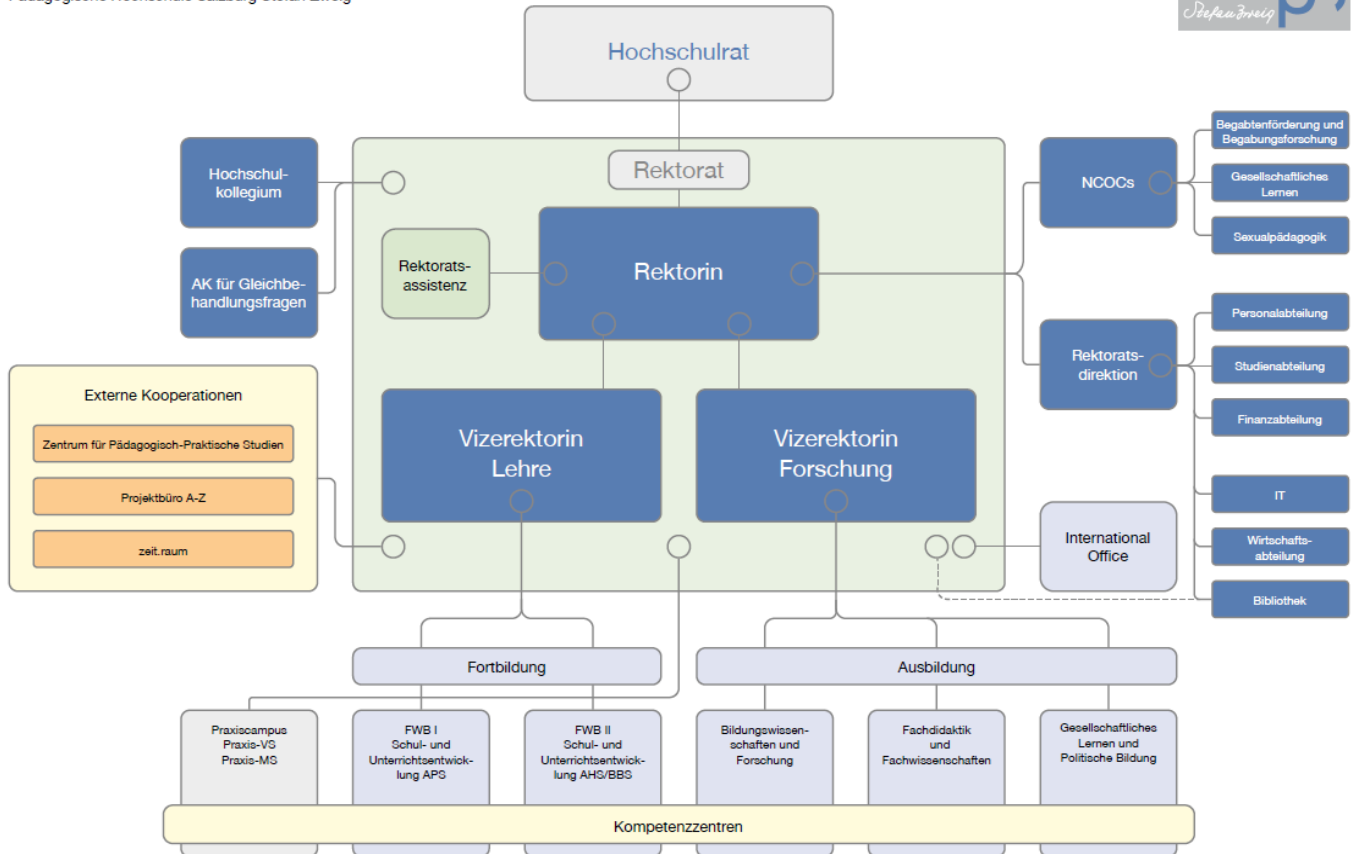 Pädagogische Hochschule Salzburg Stefan Zweig
Stefan Zweig
Hochschulrat
Rektorat
Hochschul-
kollegium
AK für Gleichbe-
handlungsfragen
Rektorats-
assistenz
Rektorin
NCOCs
Begabtenförderung und
Begabungsforschung
Gesellschaftliches
Lernen
Sexualpädagogik
Rektorats-
direktion
Personalabteilung
Studienabteilung
Finanzabteilung
IT
Wirtschafts-
abteilung
Bibliothek
Externe Kooperationen
Zentrum für Pädagogisch-Praktische Studien
Projektbüro A-Z
zeit.raum
Vizerektorin
Lehre
Vizerektorin
Forschung
International
Office
Fortbildung
Ausbildung
Praxiscampus
Praxis-VS
Praxis-MS
FWB I
Schul- und
Unterrichtsentwick-
lung APS
FWB II
Schul- und
Unterrichtsentwick-
lung AHS/BBS
Bildungswissen-
schaften und
Forschung
Fachdidaktik
und
Fachwissenschaften
Gesellschaftliches
Lernen und
Politische Bildung
Kompetenzzentren